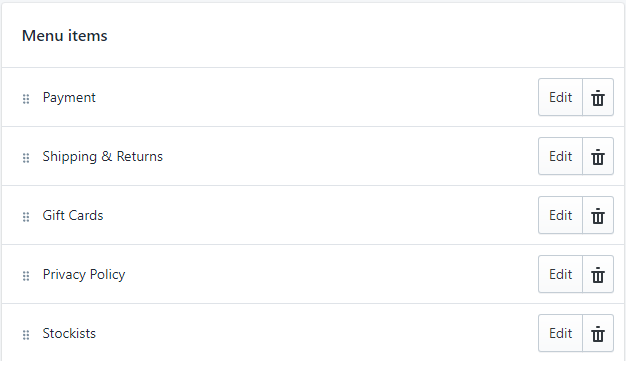 Menu items
Payment Edit
Shipping & Returns Edit
Gift Cards Edit
Privacy Policy Edit
Stockists Edit